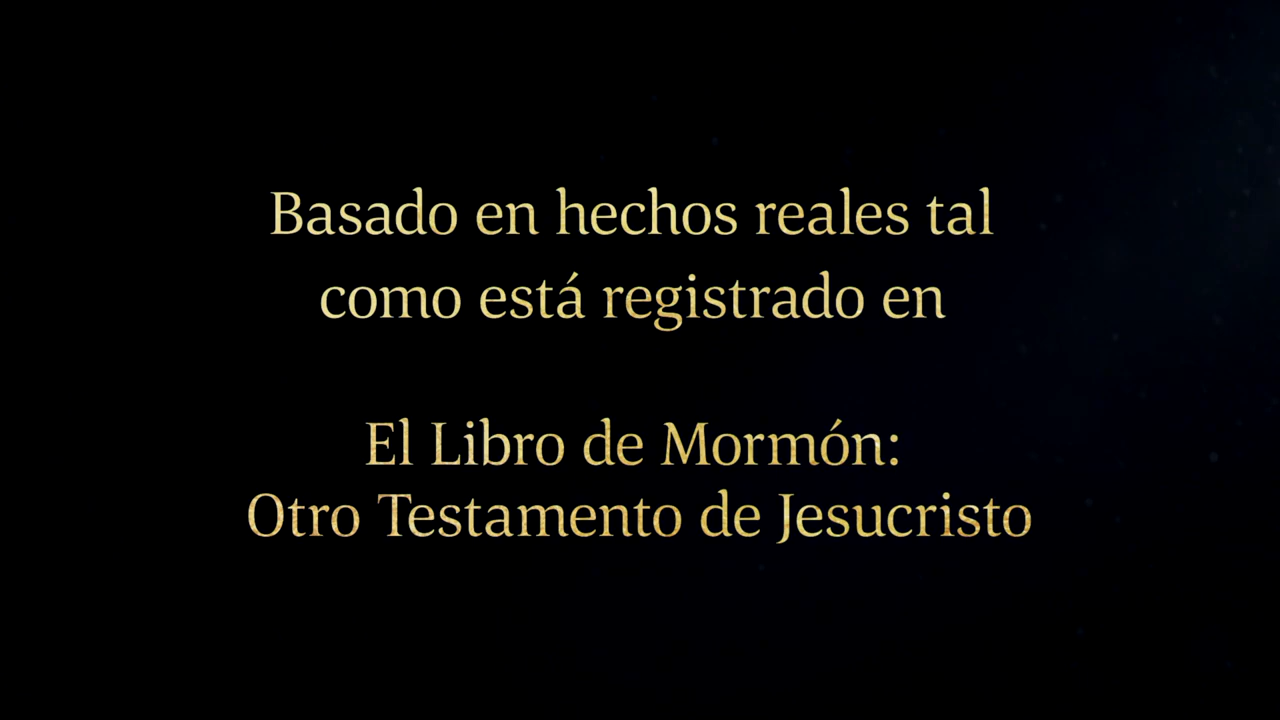 Basado en hechos reales tal
como está registrado en
El Libro de Mormón:
Otro Testamento de Jesucristo